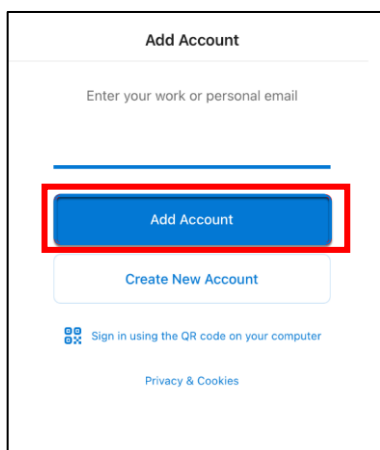 Add Account
Enter your work or personal email
Add Account
Create New Account
Sign in using the QR code on your computer
Privacy & Cookies